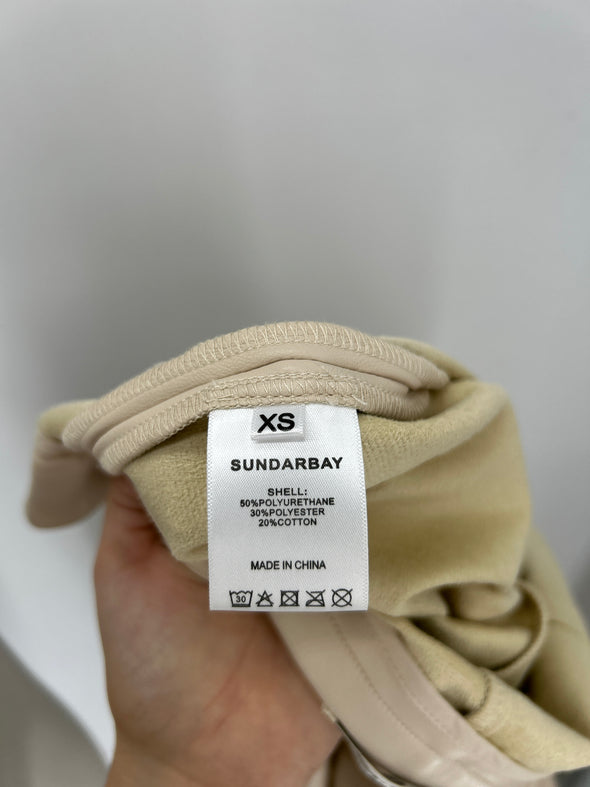 XS
SUNDARBAY
SHELL:
50%POLYURETHANE
30%POLYESTER
20%COTTON
MADE IN CHINA
30